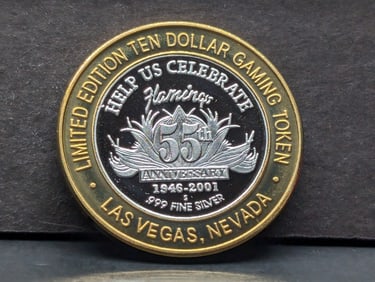 LIMITED EDITION TEN DOLLAR GAMING TOKEN
HELP US CELEBRATE
Flamingo
55th
ANNIVERSARY
1946-2001
S
.999 FINE SILVER
• LAS VEGAS, NEVADA •